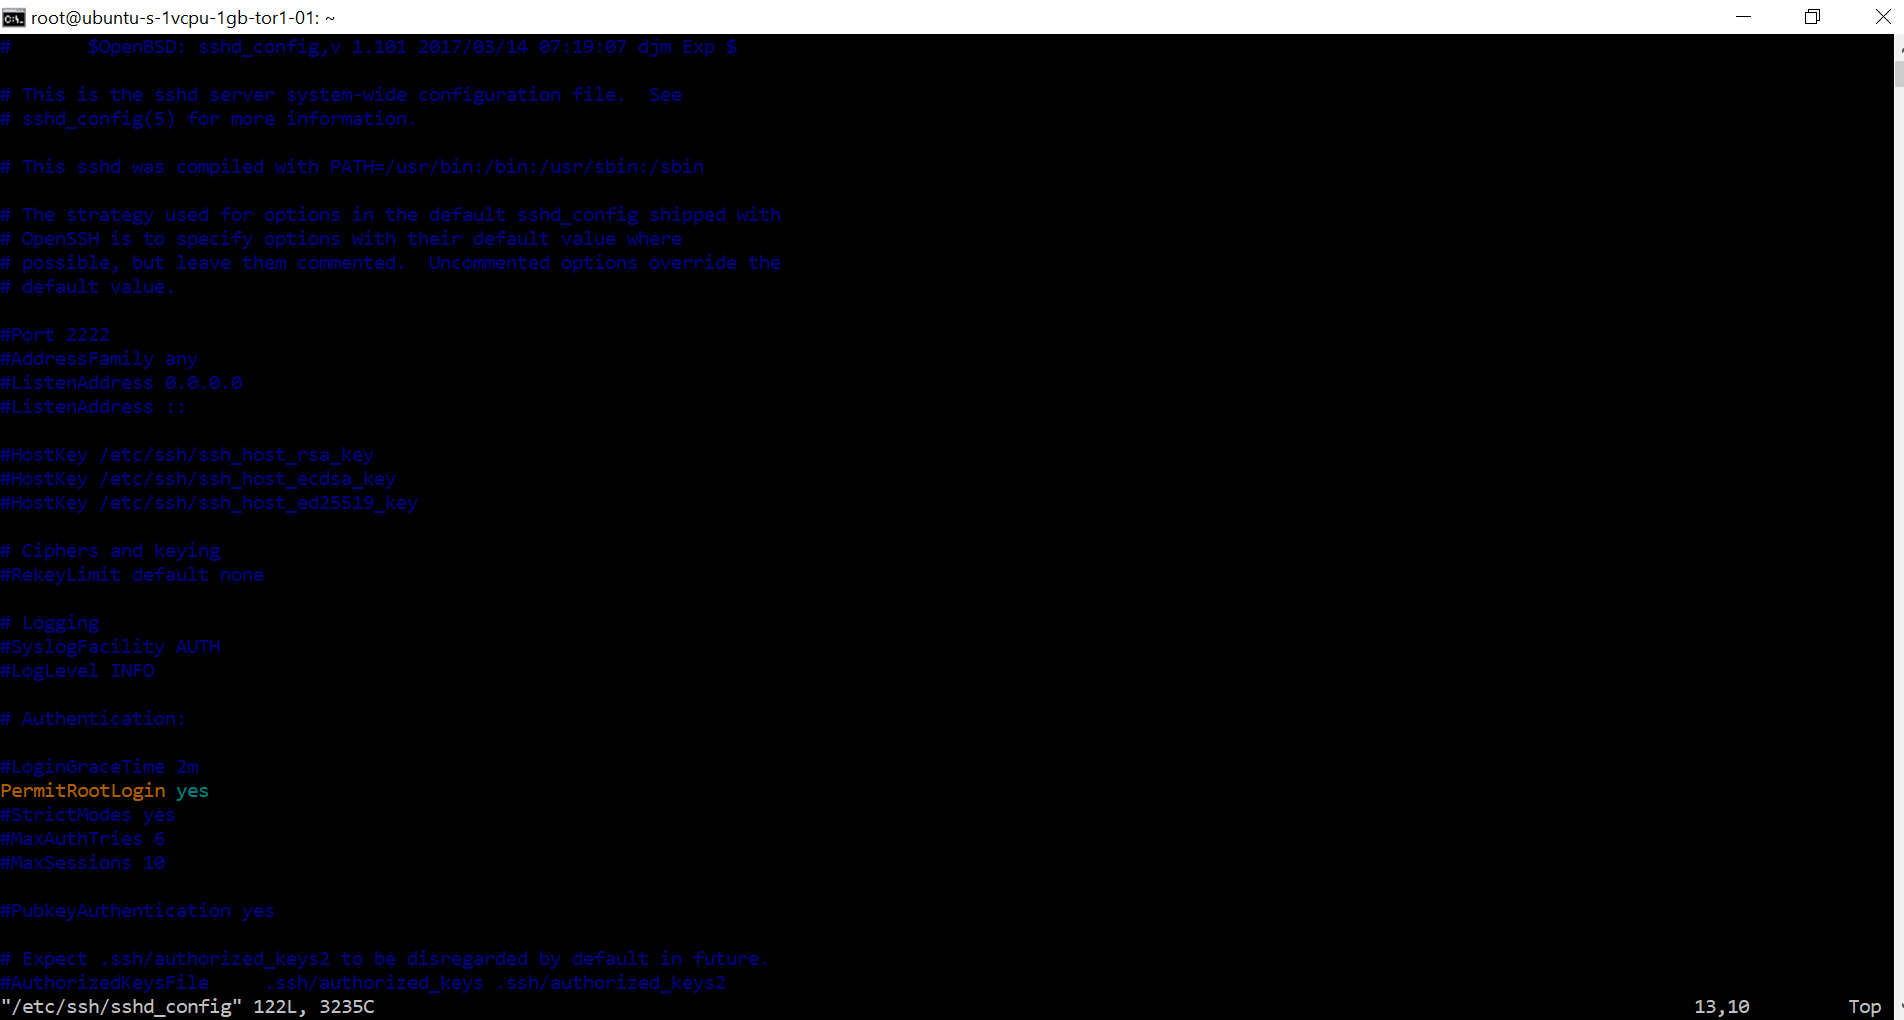 root@ubuntu-s-1vcpu-1gb-tor1-01: ~
#       $OpenBSD: sshd_config,v 1.101 2017/03/14 07:19:07 djm Exp $
# This is the sshd server system-wide configuration file.  See
# sshd_config(5) for more information.
# This sshd was compiled with PATH=/usr/bin:/bin:/usr/sbin:/sbin
# The strategy used for options in the default sshd_config shipped with
# OpenSSH is to specify options with their default value where
# possible, but leave them commented.  Uncommented options override the
# default value.
#Port 2222
#AddressFamily any
#ListenAddress 0.0.0.0
#ListenAddress ::
#HostKey /etc/ssh/ssh_host_rsa_key
#HostKey /etc/ssh/ssh_host_ecdsa_key
#HostKey /etc/ssh/ssh_host_ed25519_key
# Ciphers and keying
#RekeyLimit default none
# Logging
#SyslogFacility AUTH
#LogLevel INFO
# Authentication:
#LoginGraceTime 2m
PermitRootLogin yes
#StrictModes yes
#MaxAuthTries 6
#MaxSessions 10
#PubkeyAuthentication yes
# Expect .ssh/authorized_keys2 to be disregarded by default in future.
#AuthorizedKeysFile     .ssh/authorized_keys .ssh/authorized_keys2
"/etc/ssh/sshd_config" 122L, 3235C 13,10 Top